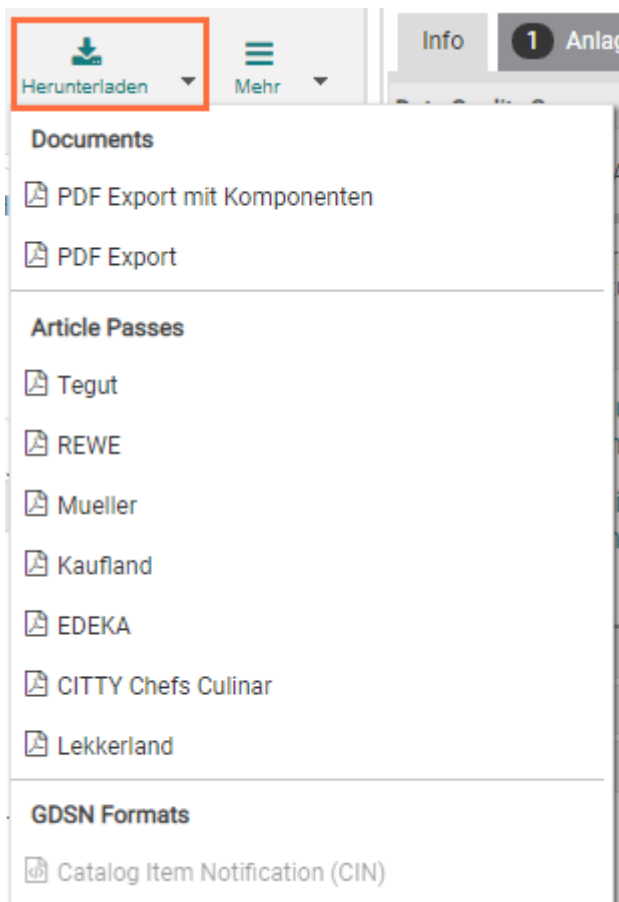 Info
1
Herunterladen
Mehr
Documents
PDF Export mit Komponenten
PDF Export
Article Passes
Tegut
REWE
Mueller
Kaufland
EDEKA
CITTY Chefs Culinar
Lekkerland
GDSN Formats
Catalog Item Notification (CIN)